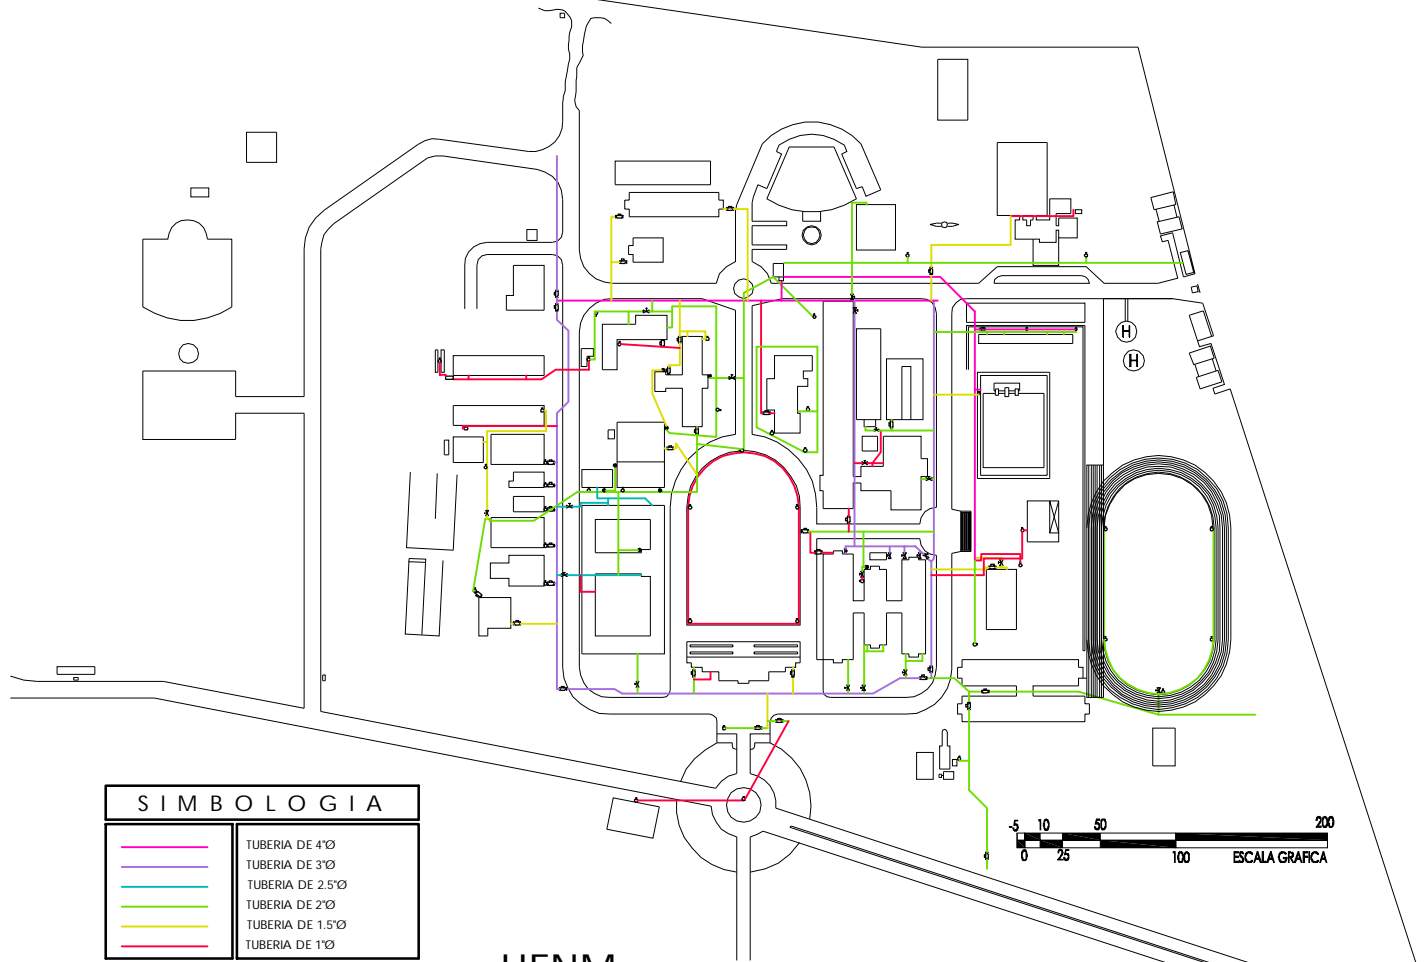 H
H
SIMBOLOGIA
TUBERIA DE 4"Ø
TUBERIA DE 3"Ø
TUBERIA DE 2.5"Ø
TUBERIA DE 2"Ø
TUBERIA DE 1.5"Ø
TUBERIA DE 1"Ø
-5 10 50 200
0 25 100 ESCALA GRAFICA